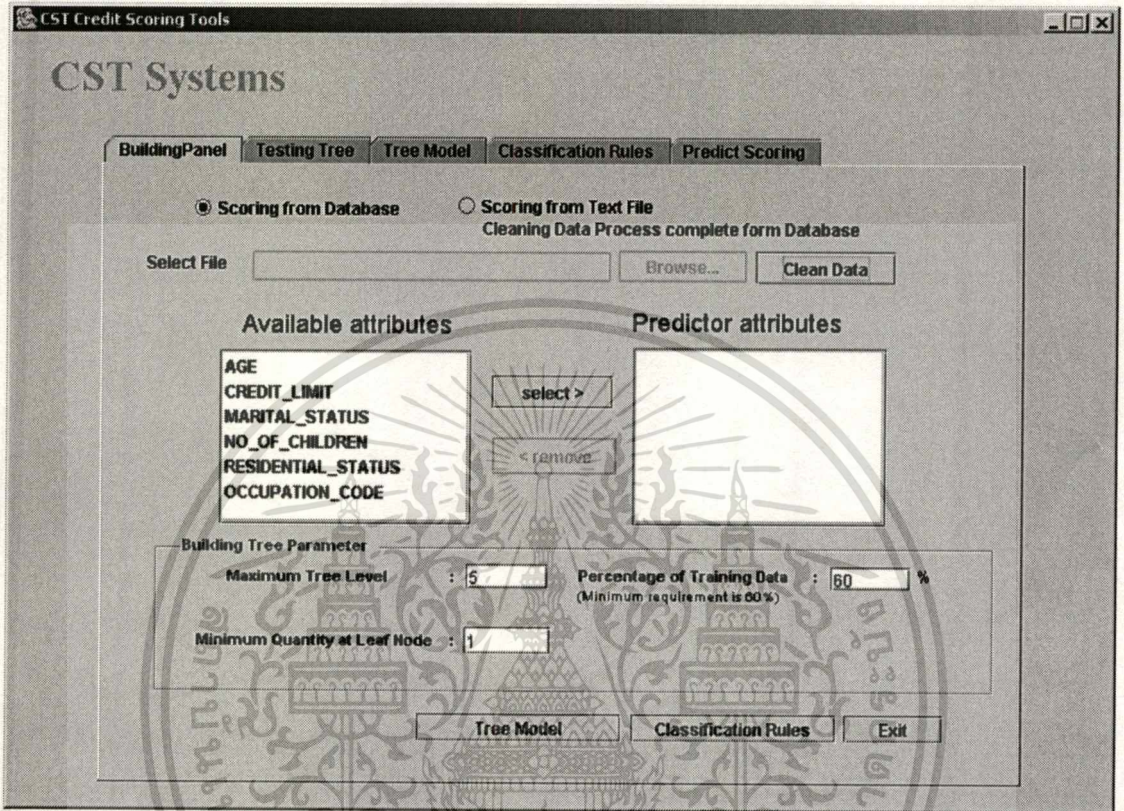 CST Credit Scoring Tools
CST Systems
BuildingPanel Testing Tree Tree Model Classification Rules Predict Scoring
Scoring from Database Scoring from Text File
Cleaning Data Process complete form Database
Select File Browse... Clean Data
Available attributes Predictor attributes
AGE
CREDIT_LIMIT
MARITAL_STATUS
NO_OF_CHILDREN
RESIDENTIAL_STATUS
OCCUPATION_CODE
select >
< remove
Building Tree Parameter
Maximum Tree Level : 5 Percentage of Training Data : 60 %
(Minimum requirement is 60%)
Minimum Quantity at Leaf Node : 1
Tree Model Classification Rules Exit